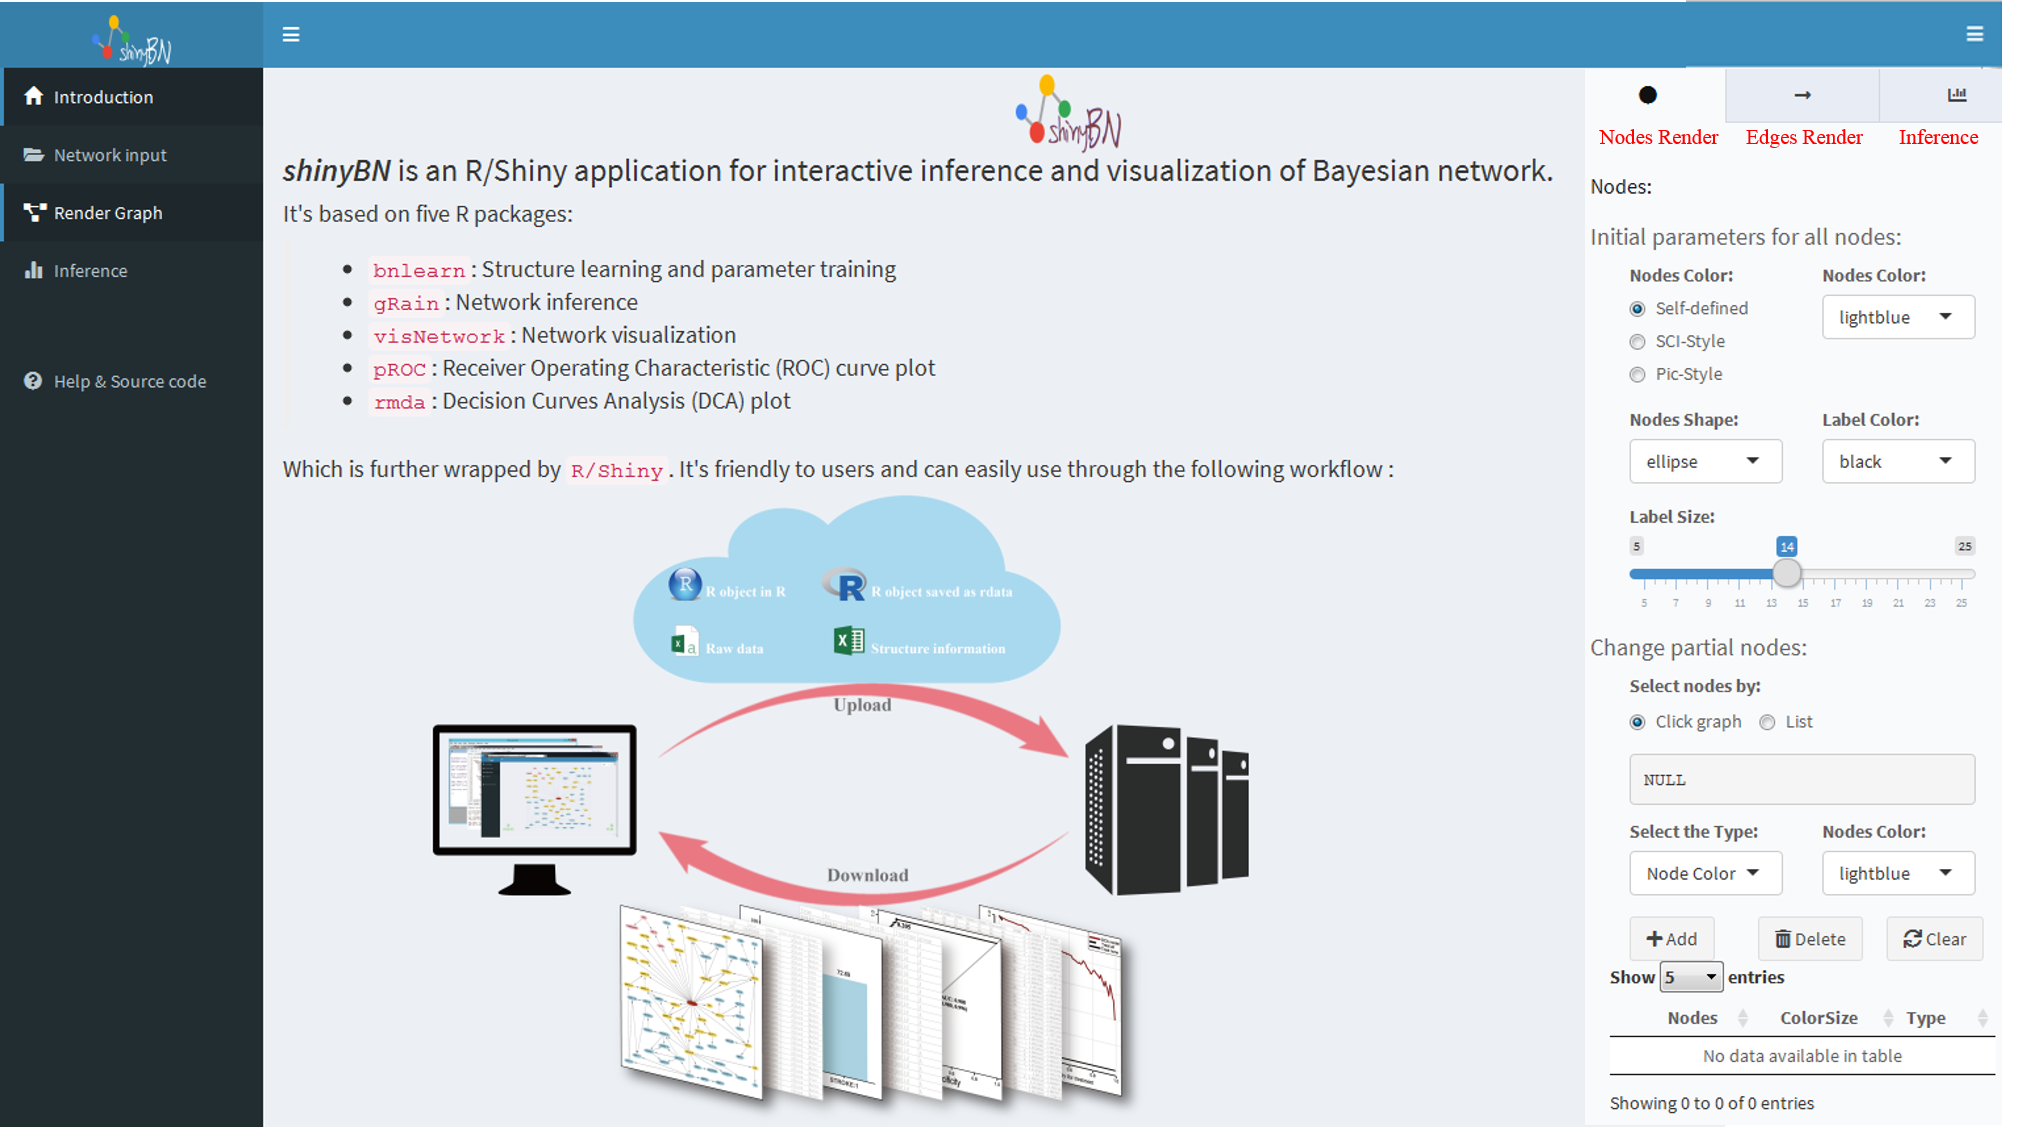 shinyBN
Introduction
Network input
Render Graph
Inference
Help & Source code
shinyBN
shinyBN is an R/Shiny application for interactive inference and visualization of Bayesian network.
It's based on five R packages:
bnlearn : Structure learning and parameter training
gRain : Network inference
visNetwork : Network visualization
pROC : Receiver Operating Characteristic (ROC) curve plot
rmda : Decision Curves Analysis (DCA) plot
Which is further wrapped by R/Shiny . It's friendly to users and can easily use through the following workflow :
R object in R
R object saved as rdata
Raw data
Structure information
Upload
Download
72.69
STROKE:1
Nodes Render
Edges Render
Inference
Nodes:
Initial parameters for all nodes:
Nodes Color:
Nodes Color:
Self-defined
lightblue
SCI-Style
Pic-Style
Nodes Shape:
Label Color:
ellipse
black
Label Size:
5 14 25
5 7 9 11 13 15 17 19 21 23 25
Change partial nodes:
Select nodes by:
Click graph List
NULL
Select the Type:
Nodes Color:
Node Color
lightblue
Add Delete Clear
Show 5 entries
Nodes ColorSize Type
No data available in table
Showing 0 to 0 of 0 entries